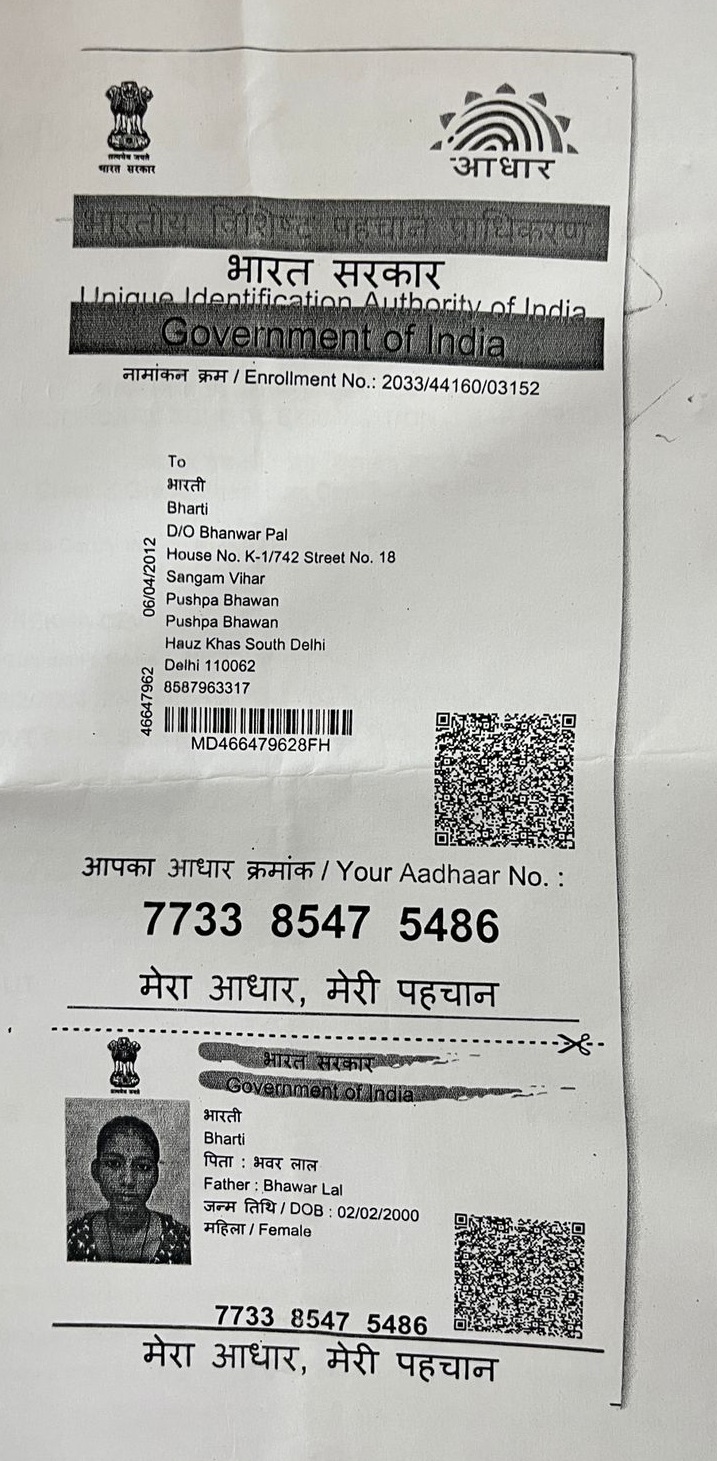 सत्यमेव जयते
भारत सरकार
आधार
भारतीय विशिष्ट पहचान प्राधिकरण
भारत सरकार
Unique Identification Authority of India
Government of India
नामांकन क्रम / Enrollment No.: 2033/44160/03152
To
भारती
Bharti
D/O Bhanwar Pal
House No. K-1/742 Street No. 18
Sangam Vihar
Pushpa Bhawan
Pushpa Bhawan
Hauz Khas South Delhi
Delhi 110062
8587963317
06/04/2012
46647962
MD466479628FH
आपका आधार क्रमांक / Your Aadhaar No. :
7733 8547 5486
मेरा आधार, मेरी पहचान
भारत सरकार
Government of India
भारती
Bharti
पिता : भवर लाल
Father : Bhawar Lal
जन्म तिथि / DOB : 02/02/2000
महिला / Female
7733 8547 5486
मेरा आधार, मेरी पहचान